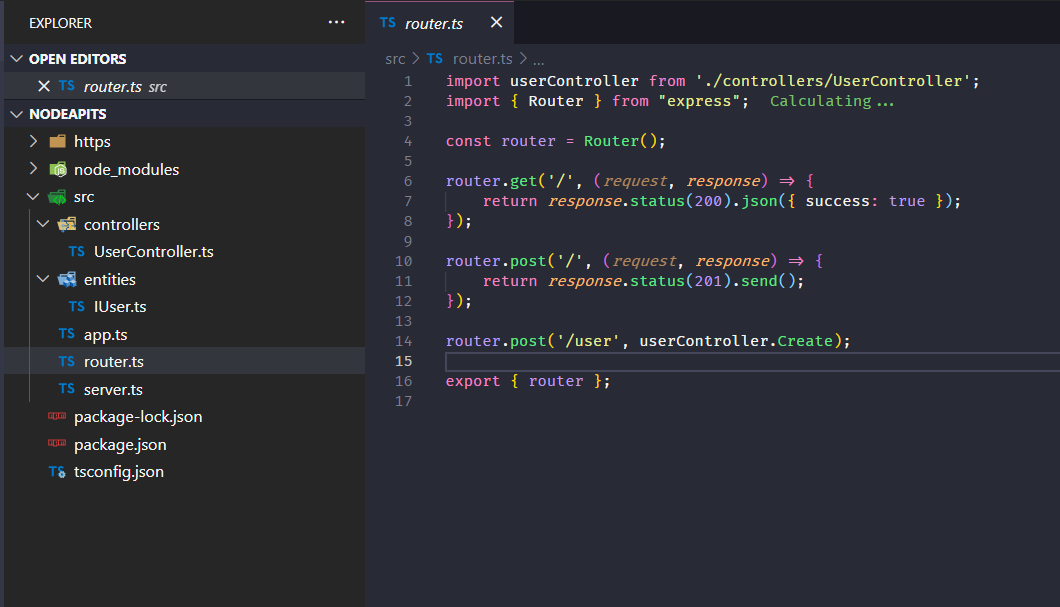 EXPLORER ...
OPEN EDITORS
TS router.ts src
NODEAPITS
https
node_modules
src
controllers
TS UserController.ts
entities
TS IUser.ts
TS app.ts
TS router.ts
TS server.ts
package-lock.json
package.json
TS tsconfig.json
TS router.ts
src > TS router.ts > ...
1 import userController from './controllers/UserController';
2 import { Router } from "express"; Calculating...
3
4 const router = Router();
5
6 router.get('/', (request, response) => {
7     return response.status(200).json({ success: true });
8 });
9
10 router.post('/', (request, response) => {
11     return response.status(201).send();
12 });
13
14 router.post('/user', userController.Create);
15
16 export { router };
17